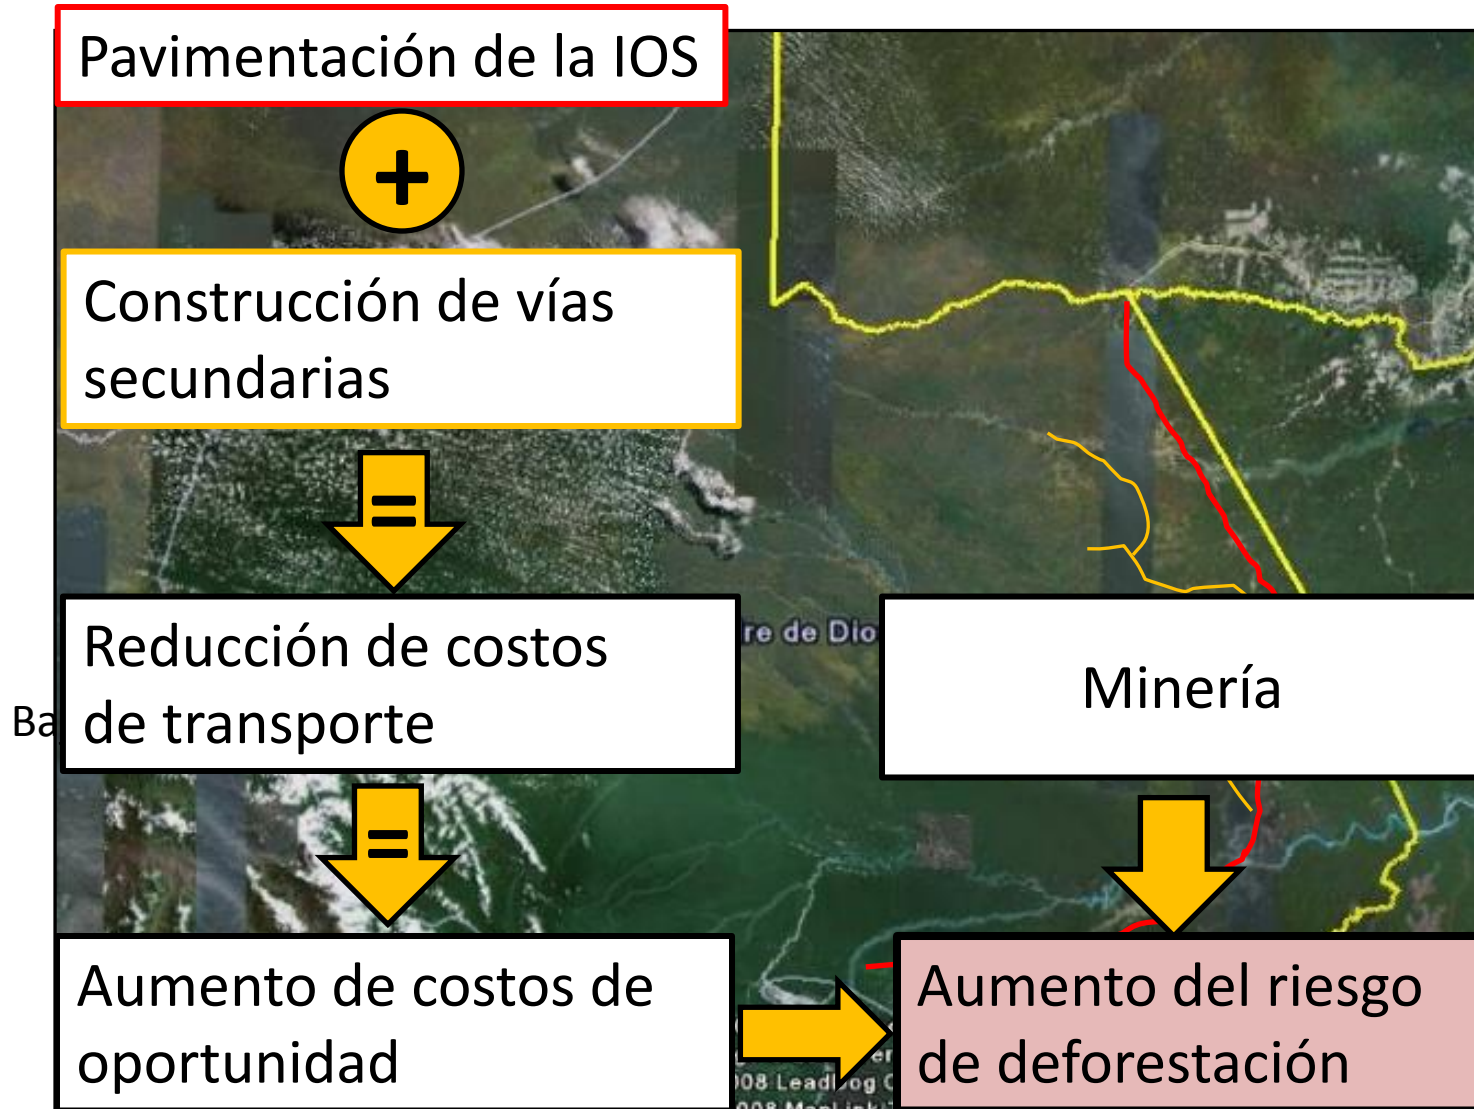 Pavimentación de la IOS
+
Construcción de vías
secundarias
=
Reducción de costos
de transporte
=
Aumento de costos de
oportunidad
Minería
Aumento del riesgo
de deforestación